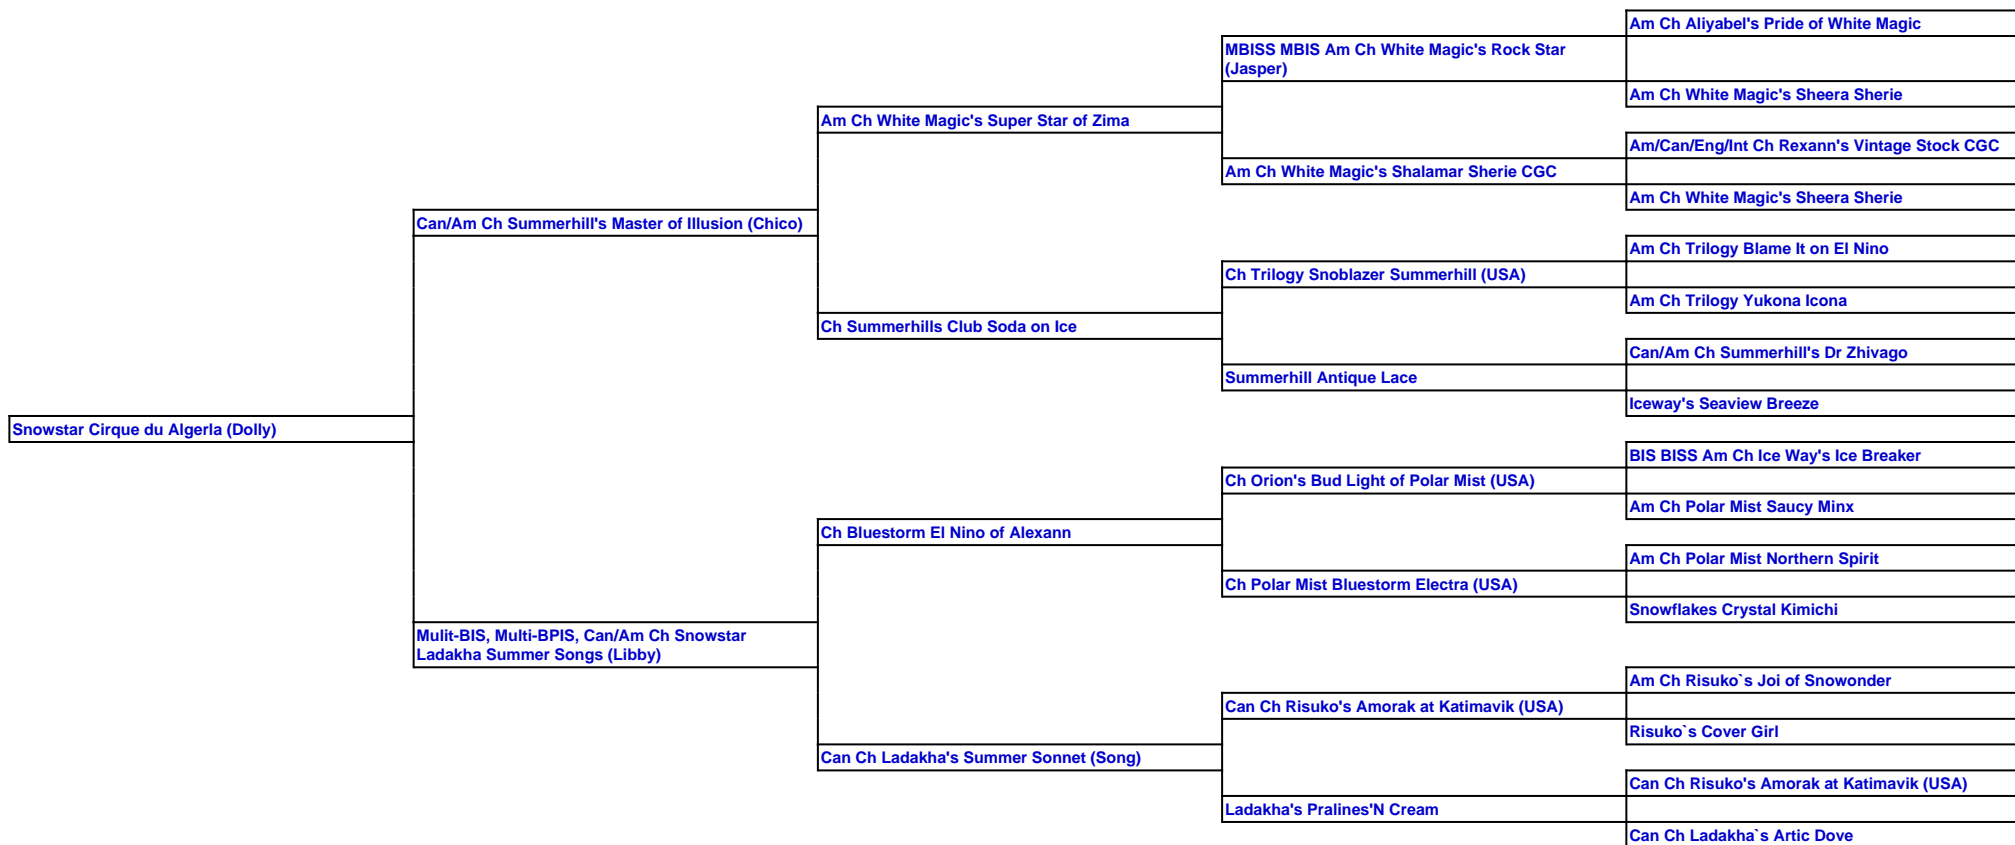 Am Ch Aliyabel's Pride of White Magic
MBISS MBIS Am Ch White Magic's Rock Star
(Jasper)
Am Ch White Magic's Sheera Sherie
Am Ch White Magic's Super Star of Zima
Am/Can/Eng/Int Ch Rexann's Vintage Stock CGC
Am Ch White Magic's Shalamar Sherie CGC
Am Ch White Magic's Sheera Sherie
Can/Am Ch Summerhill's Master of Illusion (Chico)
Am Ch Trilogy Blame It on El Nino
Ch Trilogy Snoblazer Summerhill (USA)
Am Ch Trilogy Yukona Icona
Ch Summerhills Club Soda on Ice
Can/Am Ch Summerhill's Dr Zhivago
Summerhill Antique Lace
Iceway's Seaview Breeze
Snowstar Cirque du Algerla (Dolly)
BIS BISS Am Ch Ice Way's Ice Breaker
Ch Orion's Bud Light of Polar Mist (USA)
Am Ch Polar Mist Saucy Minx
Ch Bluestorm El Nino of Alexann
Am Ch Polar Mist Northern Spirit
Ch Polar Mist Bluestorm Electra (USA)
Snowflakes Crystal Kimichi
Mulit-BIS, Multi-BPIS, Can/Am Ch Snowstar
Ladakha Summer Songs (Libby)
Am Ch Risuko`s Joi of Snowonder
Can Ch Risuko's Amorak at Katimavik (USA)
Risuko`s Cover Girl
Can Ch Ladakha's Summer Sonnet (Song)
Can Ch Risuko's Amorak at Katimavik (USA)
Ladakha's Pralines'N Cream
Can Ch Ladakha`s Artic Dove